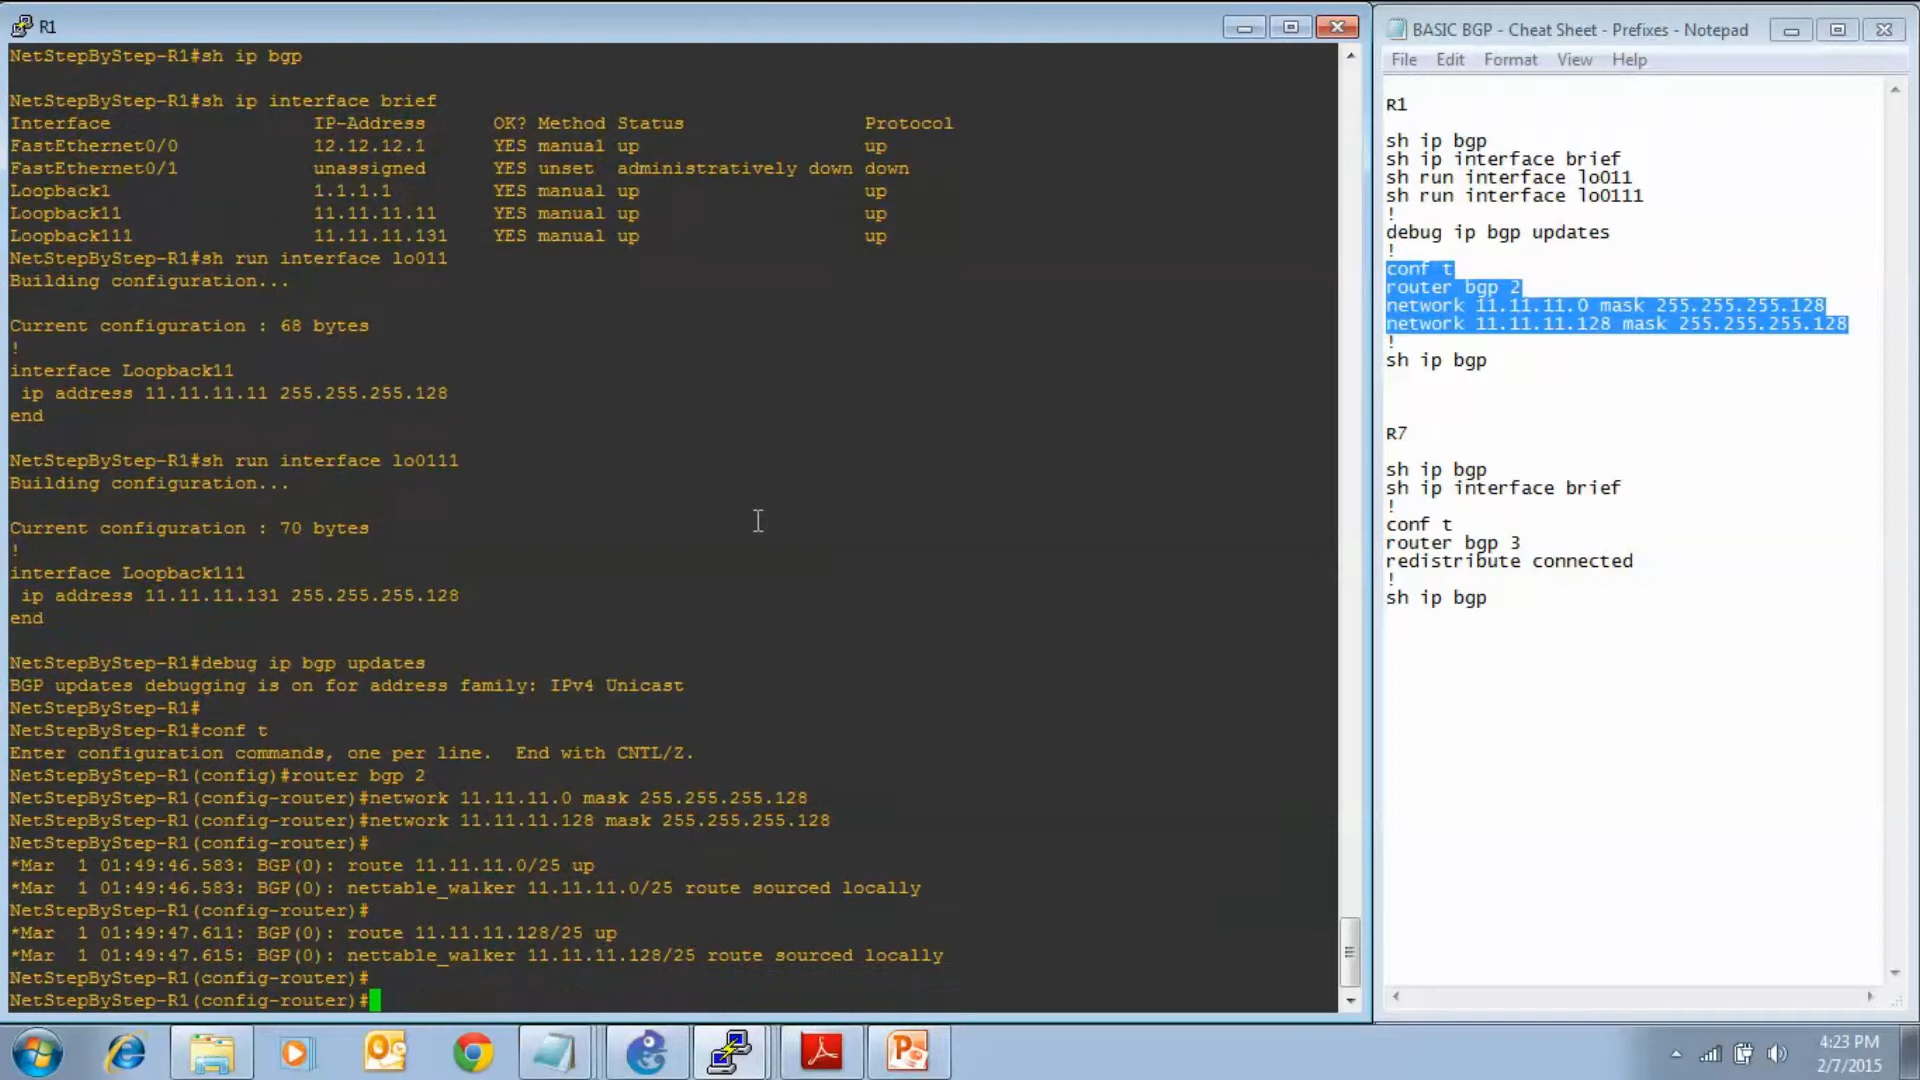 R1
NetStepByStep-R1#sh ip bgp
NetStepByStep-R1#sh ip interface brief
Interface IP-Address OK? Method Status Protocol
FastEthernet0/0 12.12.12.1 YES manual up up
FastEthernet0/1 unassigned YES unset administratively down down
Loopback1 1.1.1.1 YES manual up up
Loopback11 11.11.11.11 YES manual up up
Loopback111 11.11.11.131 YES manual up up
NetStepByStep-R1#sh run interface lo011
Building configuration...
Current configuration : 68 bytes
!
interface Loopback11
ip address 11.11.11.11 255.255.255.128
end
NetStepByStep-R1#sh run interface lo0111
Building configuration...
Current configuration : 70 bytes
!
interface Loopback111
ip address 11.11.11.131 255.255.255.128
end
NetStepByStep-R1#debug ip bgp updates
BGP updates debugging is on for address family: IPv4 Unicast
NetStepByStep-R1#
NetStepByStep-R1#conf t
Enter configuration commands, one per line. End with CNTL/Z.
NetStepByStep-R1(config)#router bgp 2
NetStepByStep-R1(config-router)#network 11.11.11.0 mask 255.255.255.128
NetStepByStep-R1(config-router)#network 11.11.11.128 mask 255.255.255.128
NetStepByStep-R1(config-router)#
*Mar 1 01:49:46.583: BGP(0): route 11.11.11.0/25 up
*Mar 1 01:49:46.583: BGP(0): nettable_walker 11.11.11.0/25 route sourced locally
NetStepByStep-R1(config-router)#
*Mar 1 01:49:47.611: BGP(0): route 11.11.11.128/25 up
*Mar 1 01:49:47.615: BGP(0): nettable_walker 11.11.11.128/25 route sourced locally
NetStepByStep-R1(config-router)#
NetStepByStep-R1(config-router)#
BASIC BGP - Cheat Sheet - Prefixes - Notepad
File Edit Format View Help
R1
sh ip bgp
sh ip interface brief
sh run interface lo011
sh run interface lo0111
!
debug ip bgp updates
!
conf t
router bgp 2
network 11.11.11.0 mask 255.255.255.128
network 11.11.11.128 mask 255.255.255.128
!
sh ip bgp
R7
sh ip bgp
sh ip interface brief
!
conf t
router bgp 3
redistribute connected
!
sh ip bgp
4:23 PM
2/7/2015